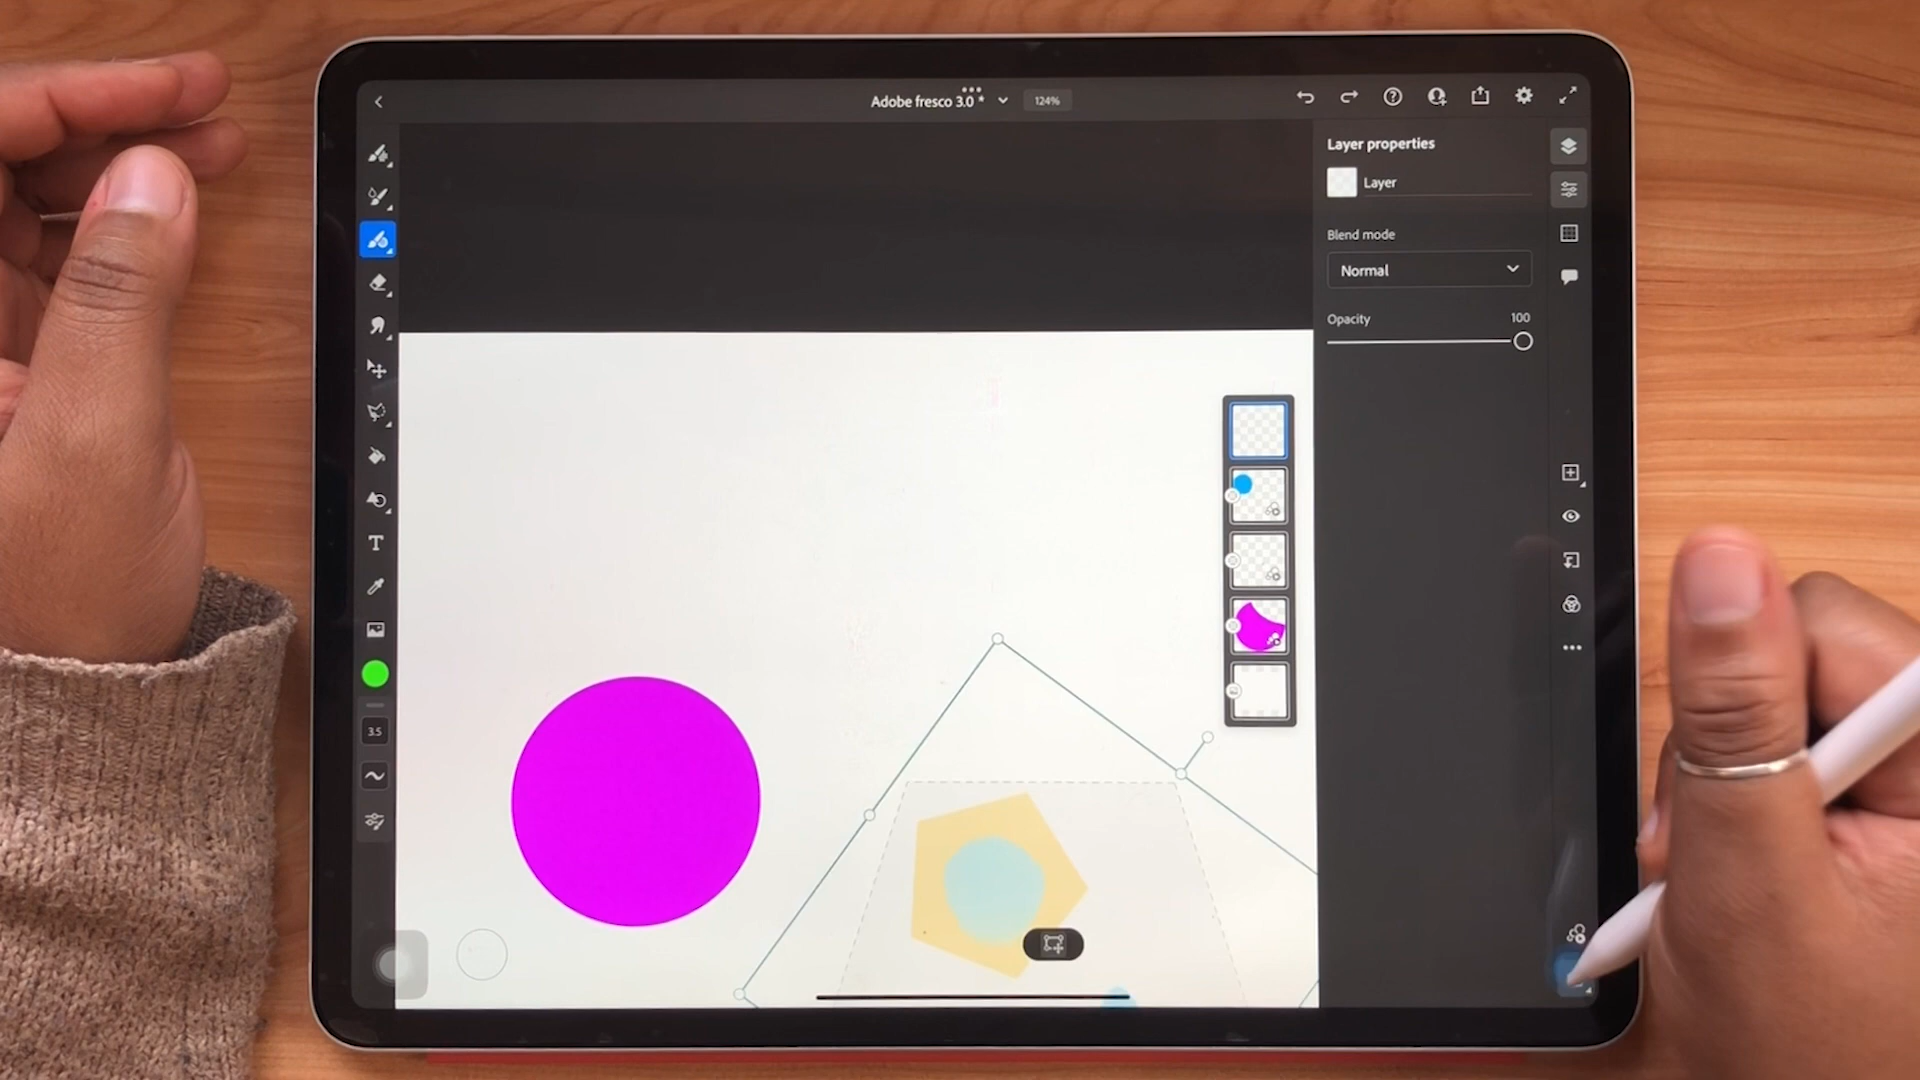 Adobe fresco 3.0 *
124%
Layer properties
Layer
Blend mode
Normal
Opacity
100
T
3.5